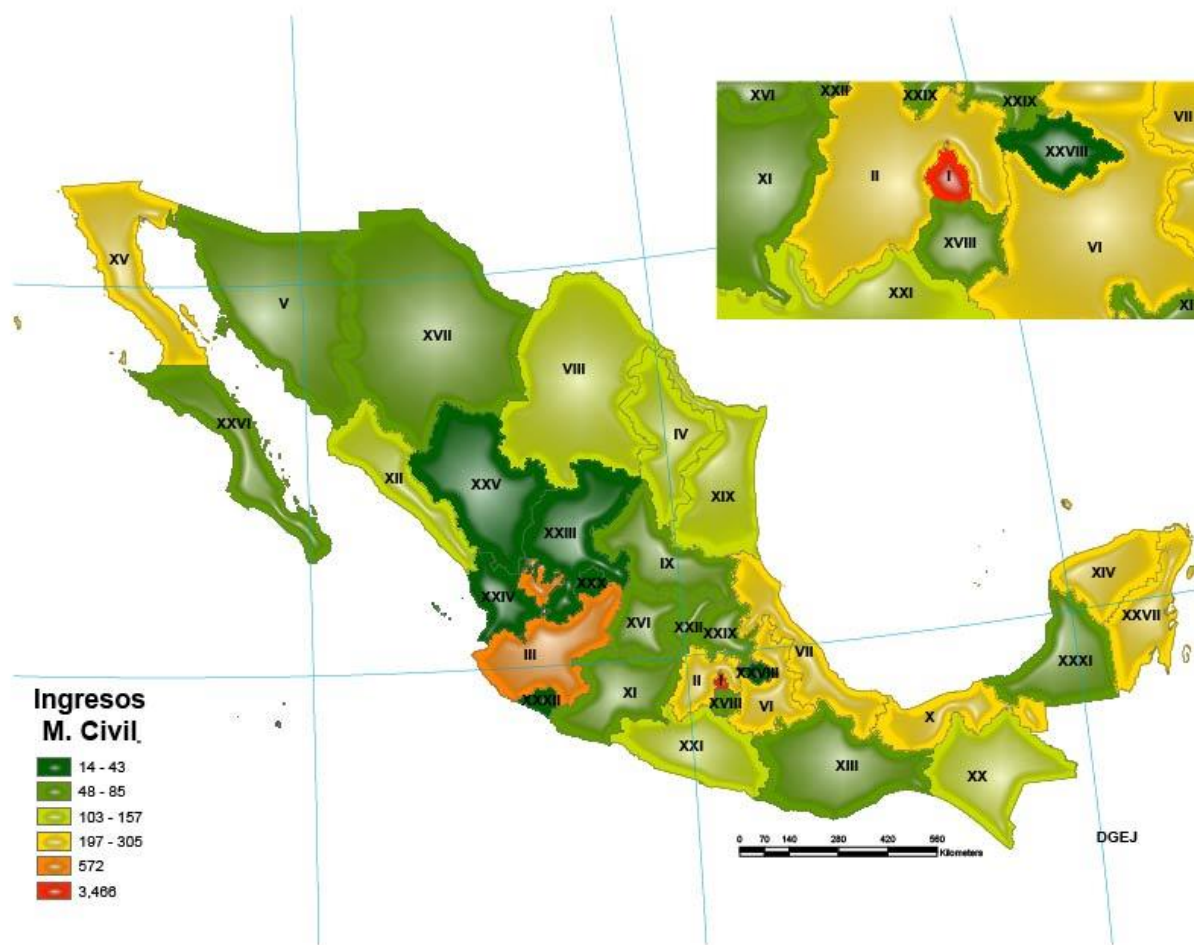 XVI
XXII
XXIX
XXIX
VII
XXVIII
XI
II
I
XVIII
VI
XXI
XV
V
XVII
VIII
XXVI
IV
XII
XXV
XIX
XXIII
IX
XIV
XXIV
XXX
XXVII
XVI
XXII
XXIX
III
VII
XXXI
XXVIII
II
I
XI
VI
XXXII
XVIII
X
XXI
XIII
XX
Ingresos
M. Civil.
14 - 43
48 - 85
103 - 157
197 - 305
572
3,466
0 70 140 280 420 560
Kilometers
DGEJ